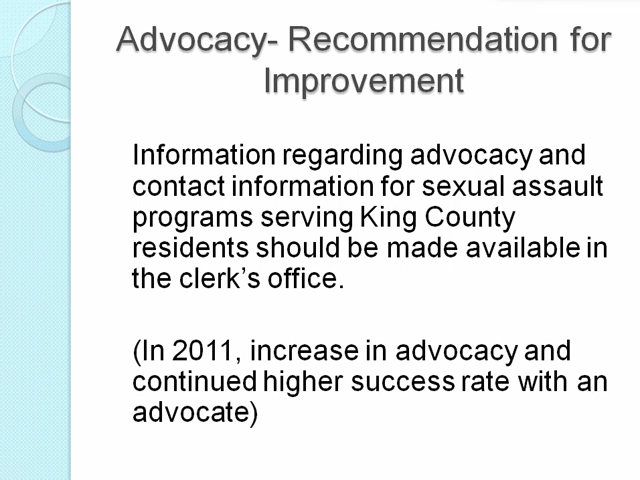 Advocacy- Recommendation for
Improvement
Information regarding advocacy and
contact information for sexual assault
programs serving King County
residents should be made available in
the clerk’s office.
(In 2011, increase in advocacy and
continued higher success rate with an
advocate)